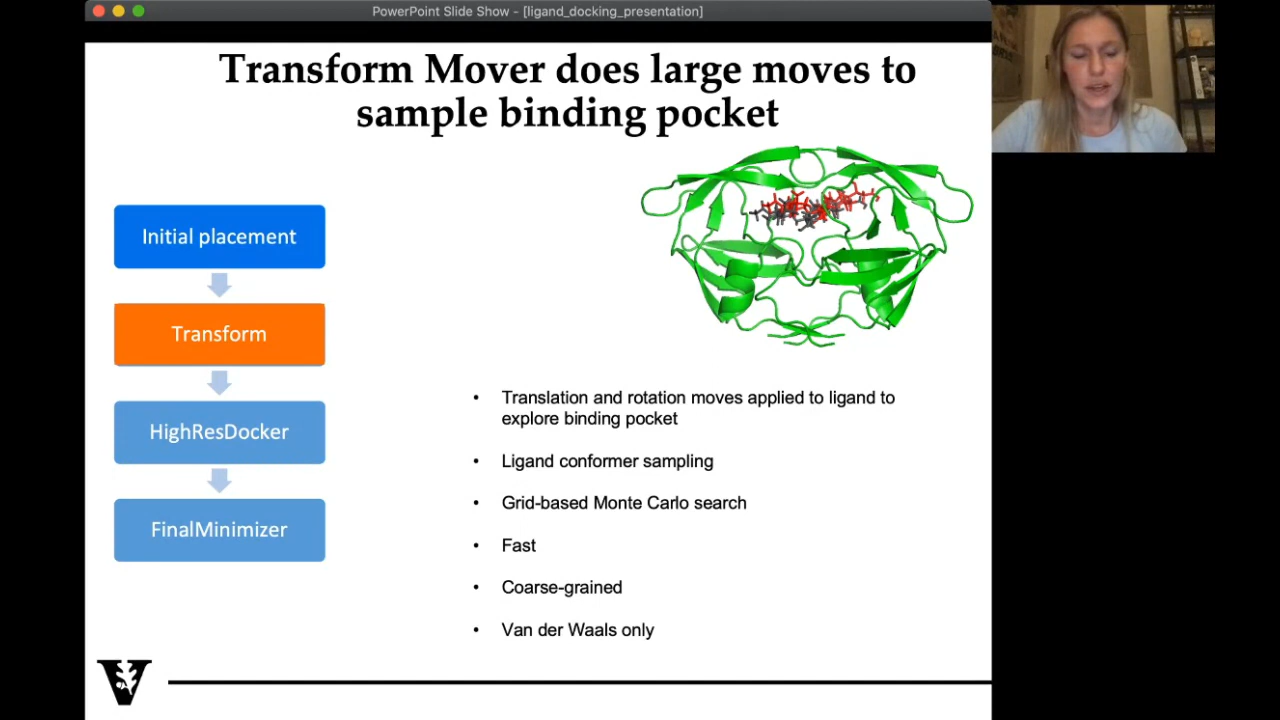 PowerPoint Slide Show - [ligand_docking_presentation]
Transform Mover does large moves to
sample binding pocket
Initial placement
Transform
HighResDocker
FinalMinimizer
• Translation and rotation moves applied to ligand to
explore binding pocket
• Ligand conformer sampling
• Grid-based Monte Carlo search
• Fast
• Coarse-grained
• Van der Waals only
V